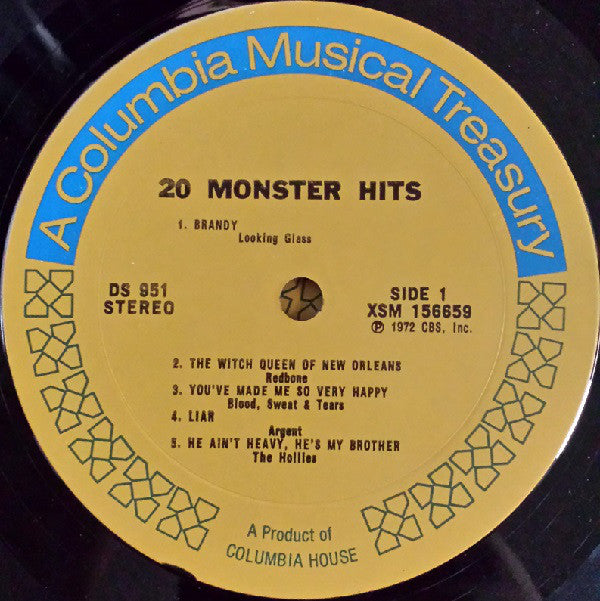 A Columbia Musical Treasury
20 MONSTER HITS
1. BRANDY
Looking Glass
DS 951
STEREO
SIDE 1
XSM 156659
Ⓟ 1972 CBS, Inc.
2. THE WITCH QUEEN OF NEW ORLEANS
Redbone
3. YOU'VE MADE ME SO VERY HAPPY
Blood, Sweat & Tears
4. LIAR
Argent
5. HE AIN'T HEAVY, HE'S MY BROTHER
The Hollies
A Product of
COLUMBIA HOUSE